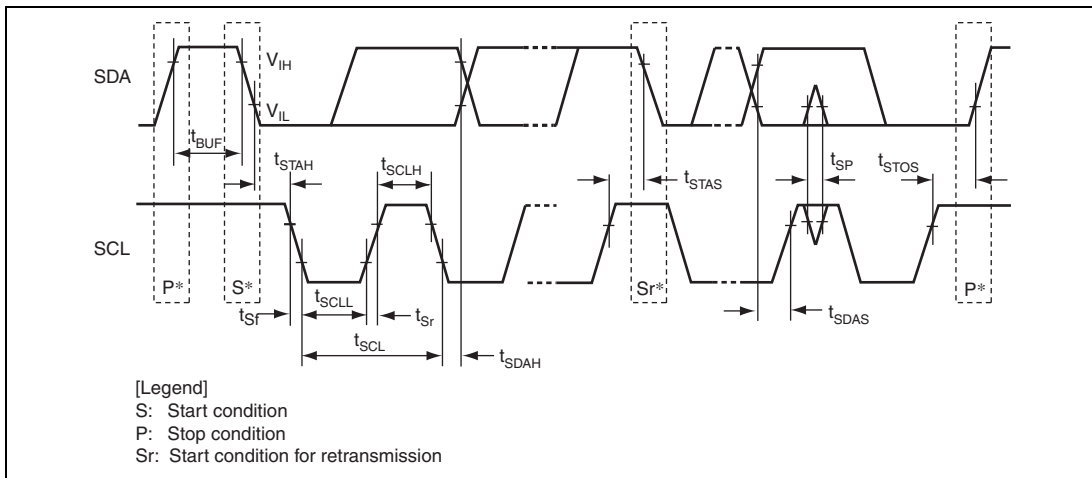 SDA
V_IH
V_IL
t_BUF
t_STAH
t_SCLH
t_STAS
t_SP
t_STOS
SCL
P*
S*
Sr*
P*
t_Sf
t_SCLL
t_Sr
t_SCL
t_SDAH
t_SDAS
[Legend]
S: Start condition
P: Stop condition
Sr: Start condition for retransmission